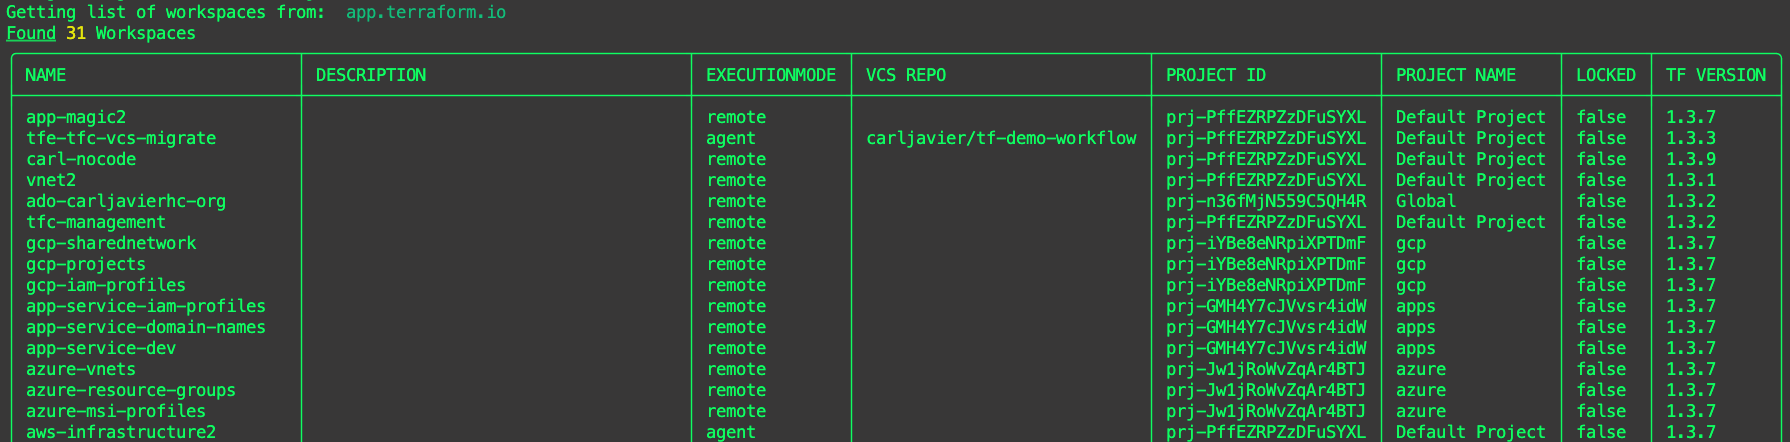 Getting list of workspaces from: app.terraform.io
Found 31 Workspaces
NAME DESCRIPTION EXECUTIONMODE VCS REPO PROJECT ID PROJECT NAME LOCKED TF VERSION
app-magic2 remote prj-PffEZRPZzDFuSYXL Default Project false 1.3.7
tfe-tfc-vcs-migrate agent carljavier/tf-demo-workflow prj-PffEZRPZzDFuSYXL Default Project false 1.3.3
carl-nocode remote prj-PffEZRPZzDFuSYXL Default Project false 1.3.9
vnet2 remote prj-PffEZRPZzDFuSYXL Default Project false 1.3.1
ado-carljavierhc-org remote prj-n36fMjN559C5QH4R Global false 1.3.2
tfc-management remote prj-PffEZRPZzDFuSYXL Default Project false 1.3.2
gcp-sharednetwork remote prj-iYBe8eNRpiXPTDmF gcp false 1.3.7
gcp-projects remote prj-iYBe8eNRpiXPTDmF gcp false 1.3.7
gcp-iam-profiles remote prj-iYBe8eNRpiXPTDmF gcp false 1.3.7
app-service-iam-profiles remote prj-GMH4Y7cJVvsr4idW apps false 1.3.7
app-service-domain-names remote prj-GMH4Y7cJVvsr4idW apps false 1.3.7
app-service-dev remote prj-GMH4Y7cJVvsr4idW apps false 1.3.7
azure-vnets remote prj-Jw1jRoWvZqAr4BTJ azure false 1.3.7
azure-resource-groups remote prj-Jw1jRoWvZqAr4BTJ azure false 1.3.7
azure-msi-profiles remote prj-Jw1jRoWvZqAr4BTJ azure false 1.3.7
aws-infrastructure2 agent prj-PffEZRPZzDFuSYXL Default Project false 1.3.7